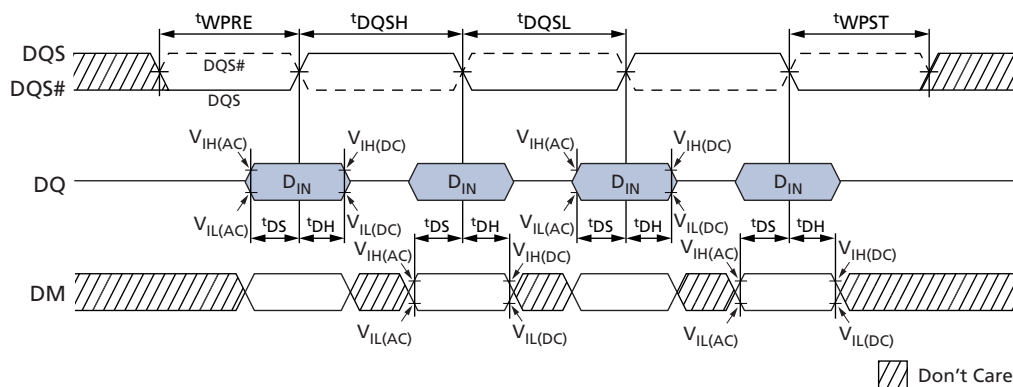 tWPRE tDQSH tDQSL tWPST
DQS
DQS#
DQS#
DQS
VIH(AC) VIH(DC) VIH(AC) VIH(DC)
DQ DIN DIN DIN DIN
VIL(AC) tDS tDH VIL(DC) VIL(AC) tDS tDH VIL(DC)
VIH(AC) tDS tDH VIH(DC) VIH(AC) tDS tDH VIH(DC)
DM
VIL(AC) VIL(DC) VIL(AC) VIL(DC)
Don't Care